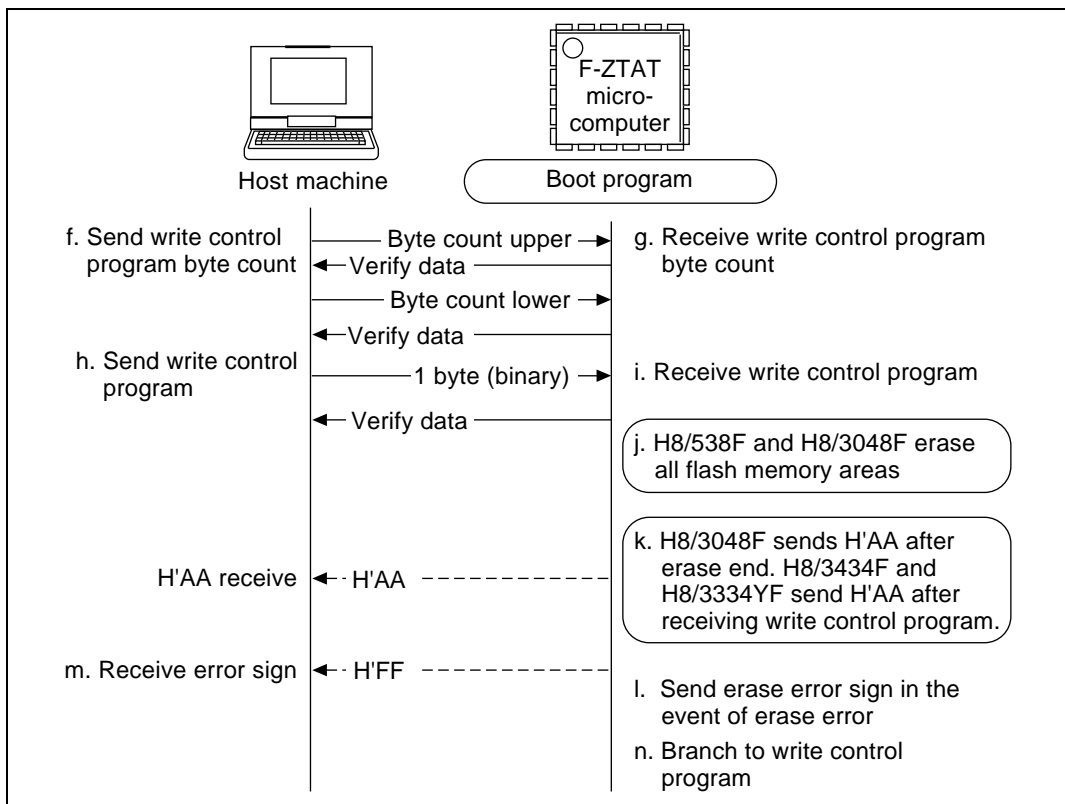 F-ZTAT
micro-
computer
Host machine
Boot program
f. Send write control
program byte count
Byte count upper
g. Receive write control program
byte count
Verify data
Byte count lower
Verify data
h. Send write control
program
1 byte (binary)
i. Receive write control program
Verify data
j. H8/538F and H8/3048F erase
all flash memory areas
k. H8/3048F sends H'AA after
erase end. H8/3434F and
H8/3334YF send H'AA after
receiving write control program.
H'AA receive
H'AA
m. Receive error sign
H'FF
l. Send erase error sign in the
event of erase error
n. Branch to write control
program